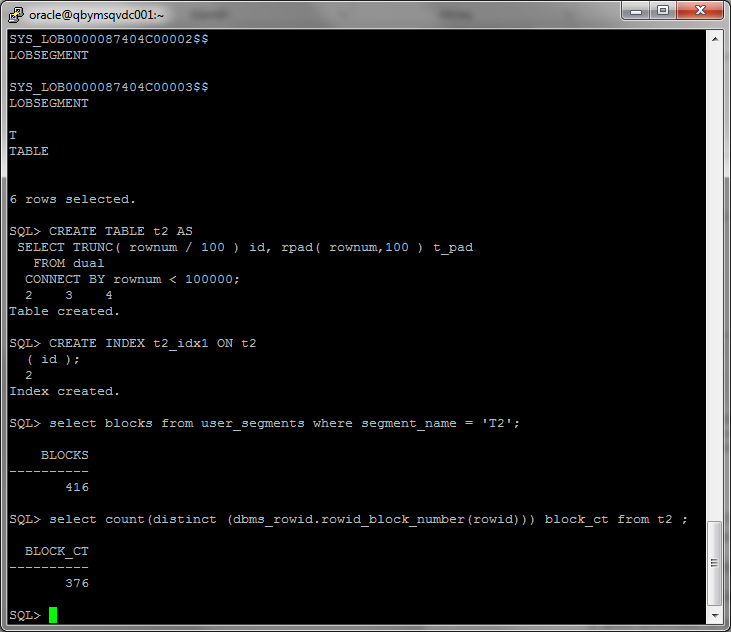 oracle@qbymsqvdc001:~
SYS_LOB0000087404C00002$$
LOBSEGMENT
SYS_LOB0000087404C00003$$
LOBSEGMENT
T
TABLE
6 rows selected.
SQL> CREATE TABLE t2 AS
SELECT TRUNC( rownum / 100 ) id, rpad( rownum,100 ) t_pad
FROM dual
CONNECT BY rownum < 100000;
2    3    4
Table created.
SQL> CREATE INDEX t2_idx1 ON t2
( id );
2
Index created.
SQL> select blocks from user_segments where segment_name = 'T2';
BLOCKS
----------
416
SQL> select count(distinct (dbms_rowid.rowid_block_number(rowid))) block_ct from t2 ;
BLOCK_CT
----------
376
SQL>